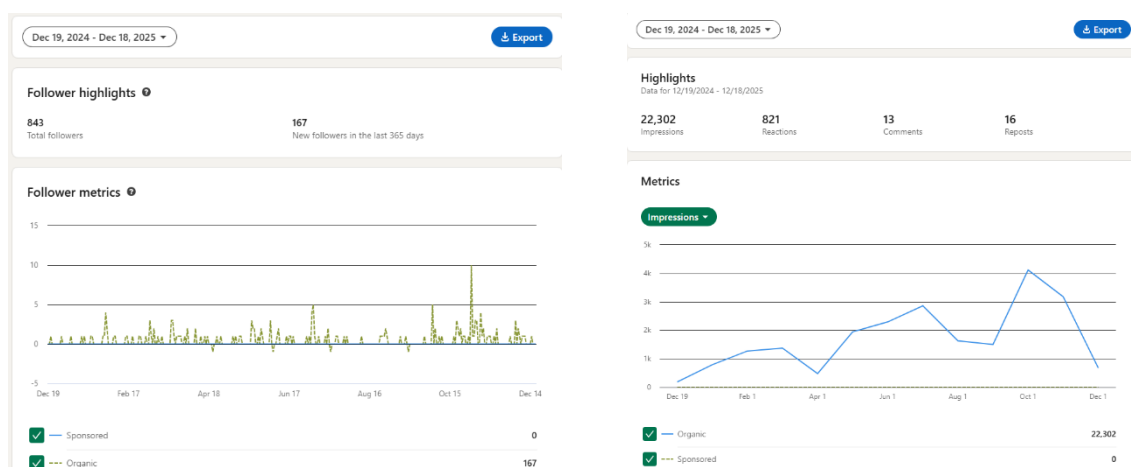 Dec 19, 2024 - Dec 18, 2025
Export
Follower highlights
843
167
Total followers
New followers in the last 365 days
Follower metrics
15
10
5
0
-5
Dec 19
Feb 17
Apr 18
Jun 17
Aug 16
Oct 15
Dec 14
Sponsored
0
Organic
167
Dec 19, 2024 - Dec 18, 2025
Export
Highlights
Data for 12/19/2024 - 12/18/2025
22,302
821
13
16
Impressions
Reactions
Comments
Reposts
Metrics
Impressions
5k
4k
3k
2k
1k
0
Dec 19
Feb 1
Apr 1
Jun 1
Aug 1
Oct 1
Dec 1
Organic
22,302
Sponsored
0